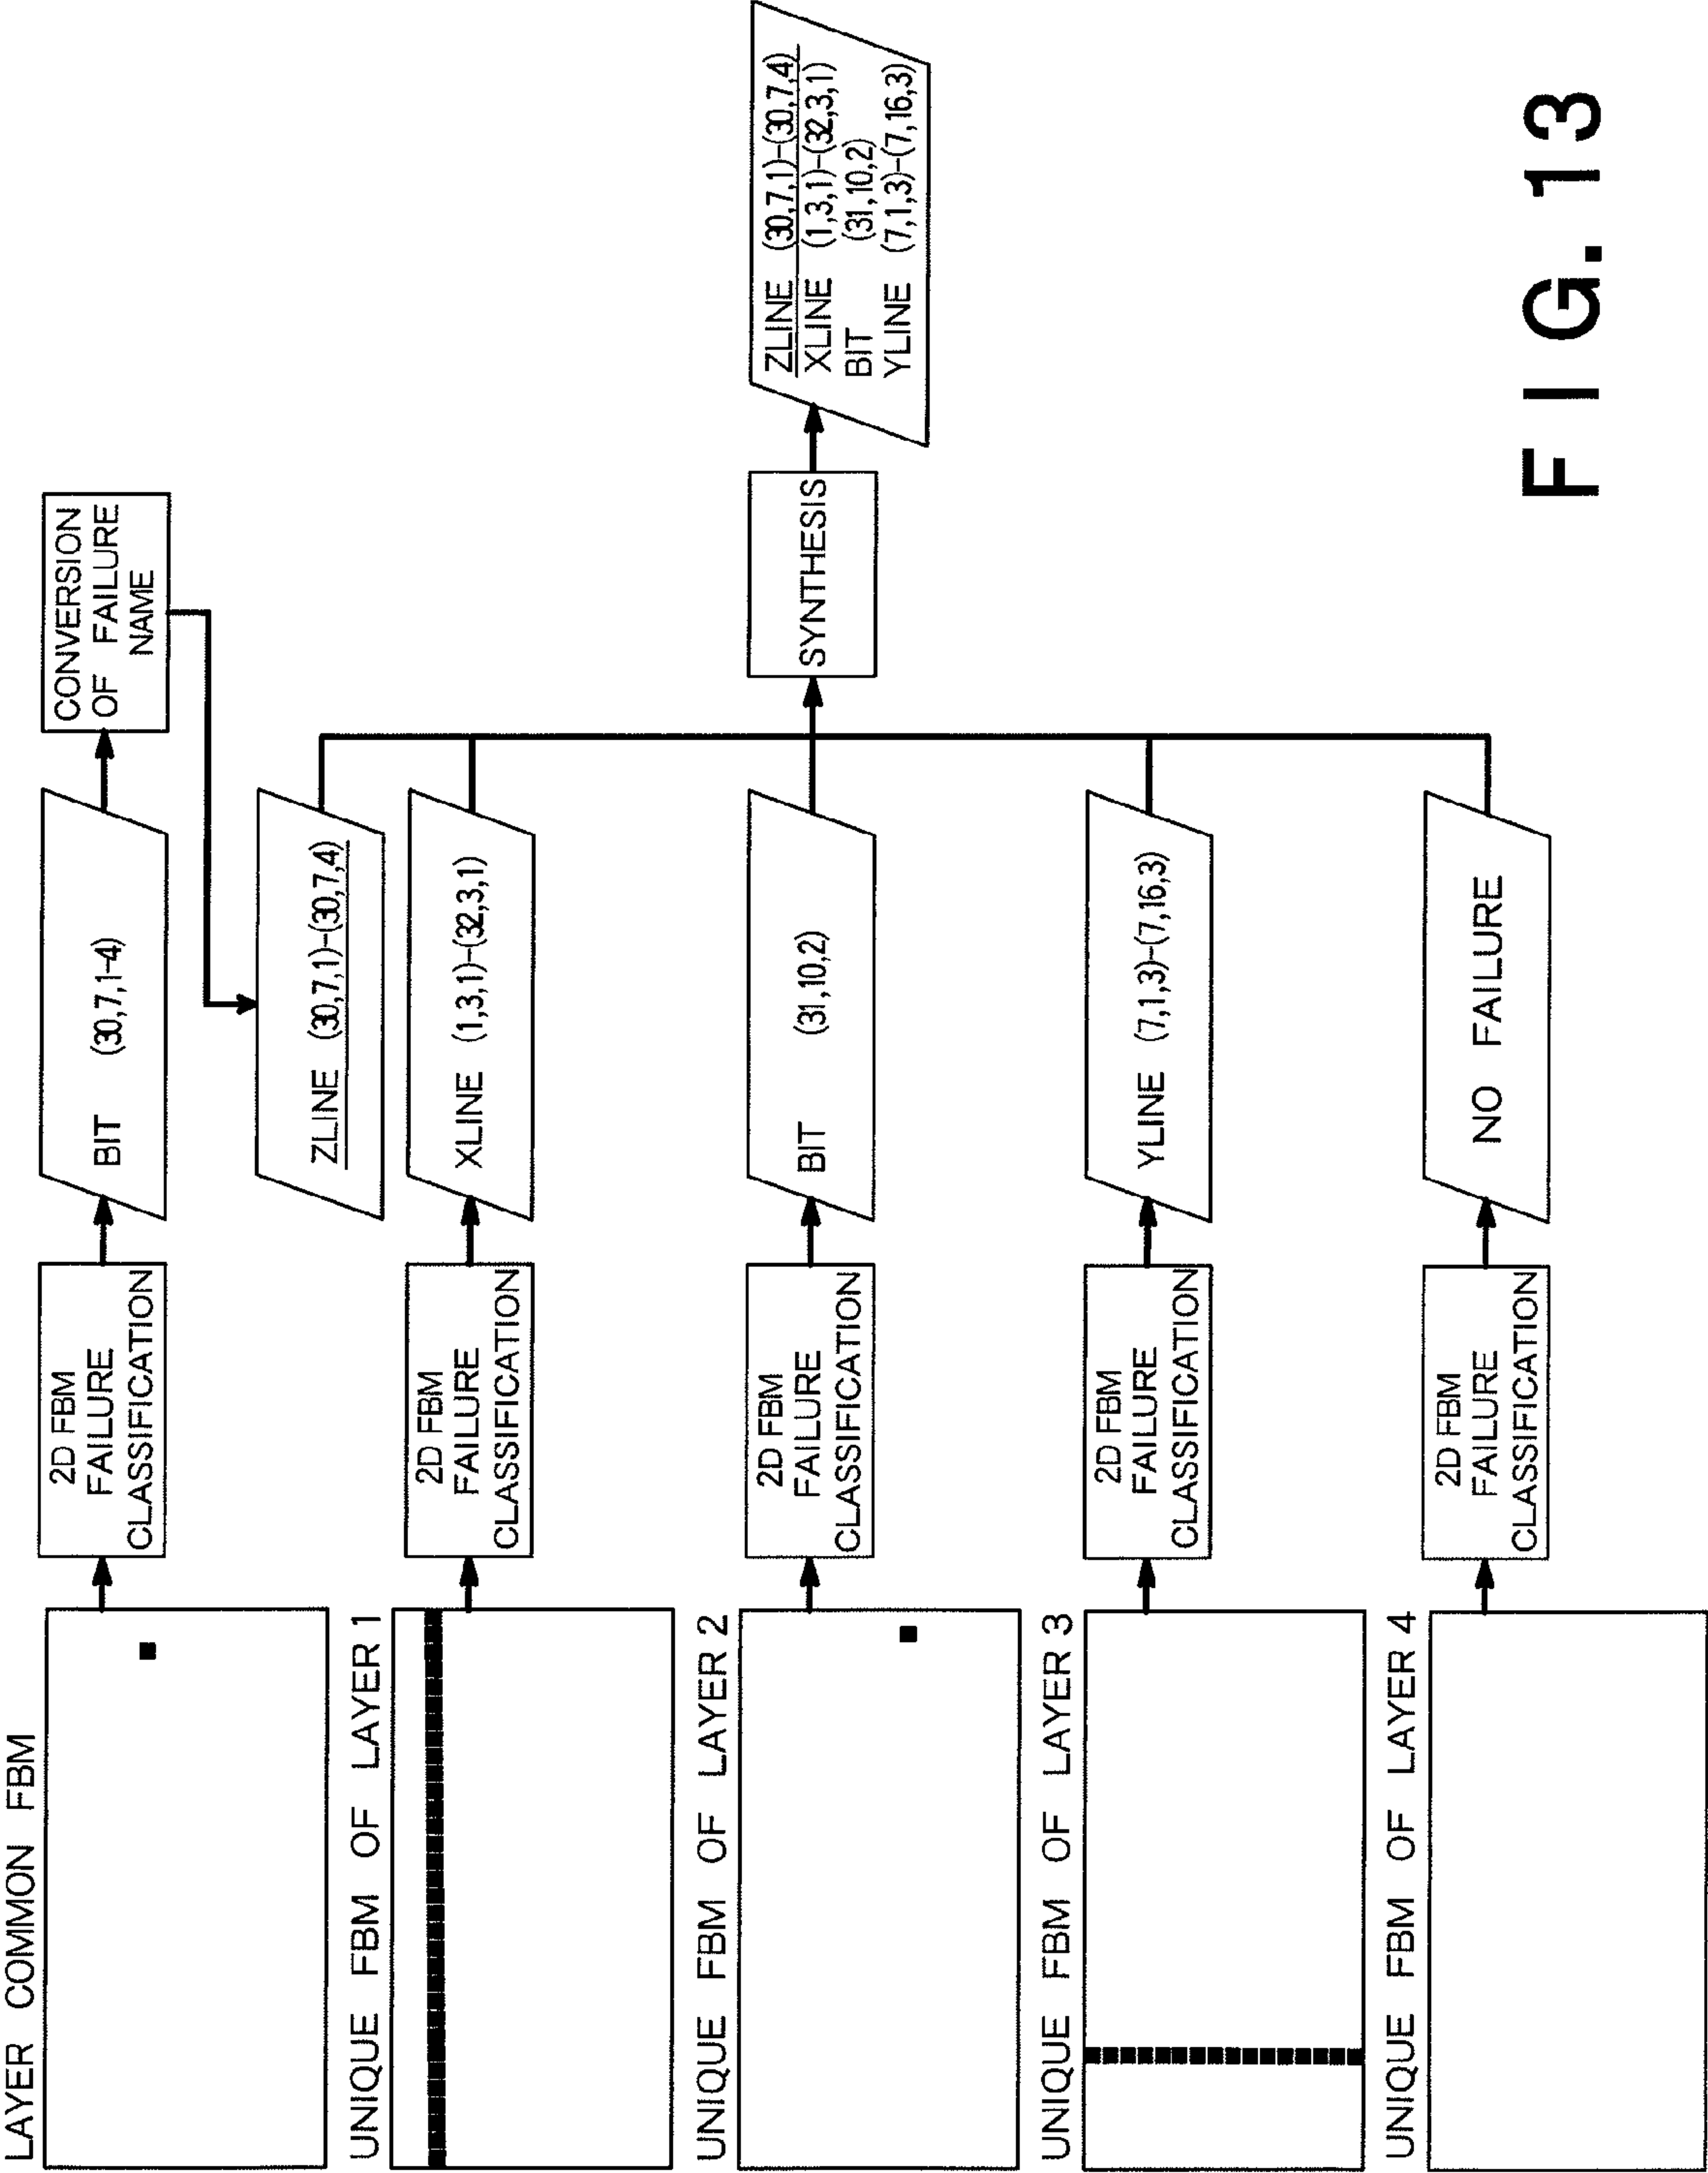 LAYER COMMON FBM
2D FBM
FAILURE
CLASSIFICATION
BIT (30,7,1-4)
CONVERSION
OF FAILURE
NAME
ZLINE (30,7,1)-(30,7,4)
UNIQUE FBM OF LAYER 1
2D FBM
FAILURE
CLASSIFICATION
XLINE (1,3,1)-(32,3,1)
UNIQUE FBM OF LAYER 2
2D FBM
FAILURE
CLASSIFICATION
BIT (31,10,2)
SYNTHESIS
ZLINE (30,7,1)-(30,7,4)
XLINE (1,3,1)-(32,3,1)
BIT (31,10,2)
YLINE (7,1,3)-(7,16,3)
UNIQUE FBM OF LAYER 3
2D FBM
FAILURE
CLASSIFICATION
YLINE (7,1,3)-(7,16,3)
UNIQUE FBM OF LAYER 4
2D FBM
FAILURE
CLASSIFICATION
NO FAILURE
FIG. 13